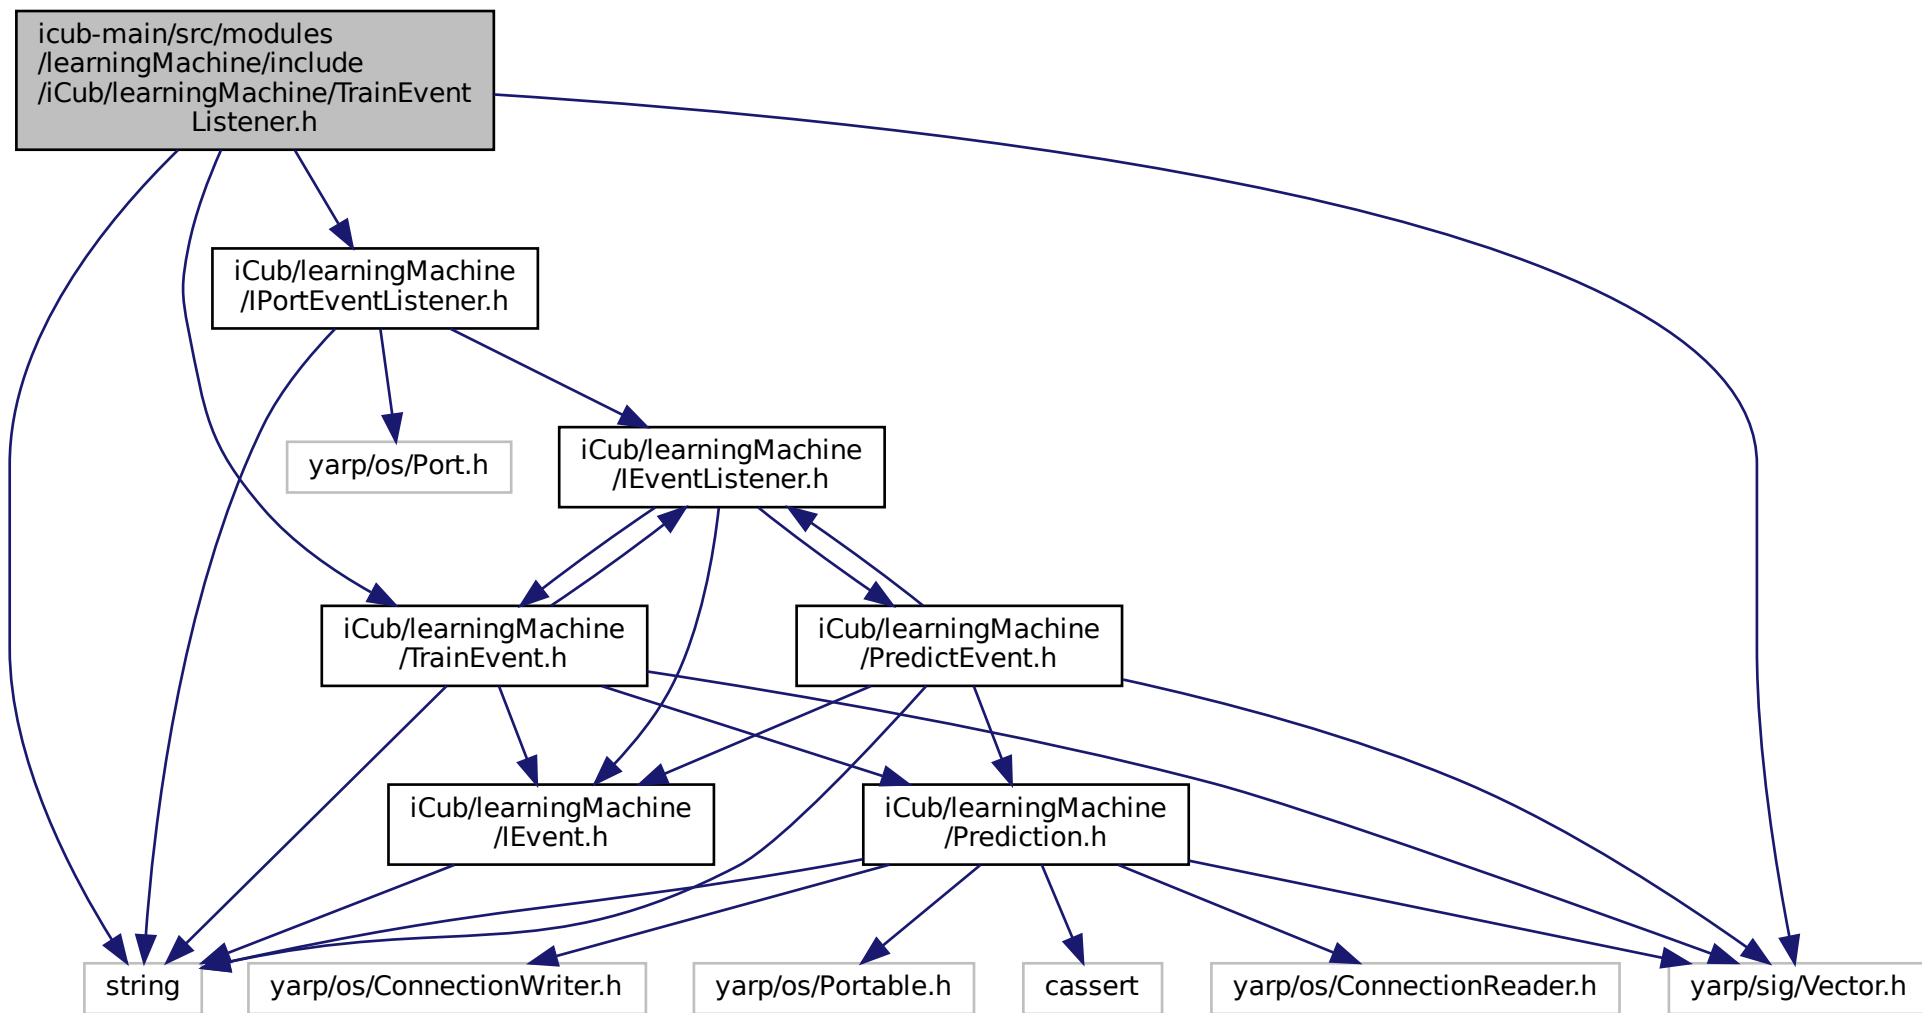 icub-main/src/modules
/learningMachine/include
/iCub/learningMachine/TrainEvent
Listener.h
iCub/learningMachine
/IPortEventListener.h
yarp/os/Port.h
iCub/learningMachine
/IEventListener.h
iCub/learningMachine
/TrainEvent.h
iCub/learningMachine
/PredictEvent.h
iCub/learningMachine
/IEvent.h
iCub/learningMachine
/Prediction.h
string
yarp/os/ConnectionWriter.h
yarp/os/Portable.h
cassert
yarp/os/ConnectionReader.h
yarp/sig/Vector.h